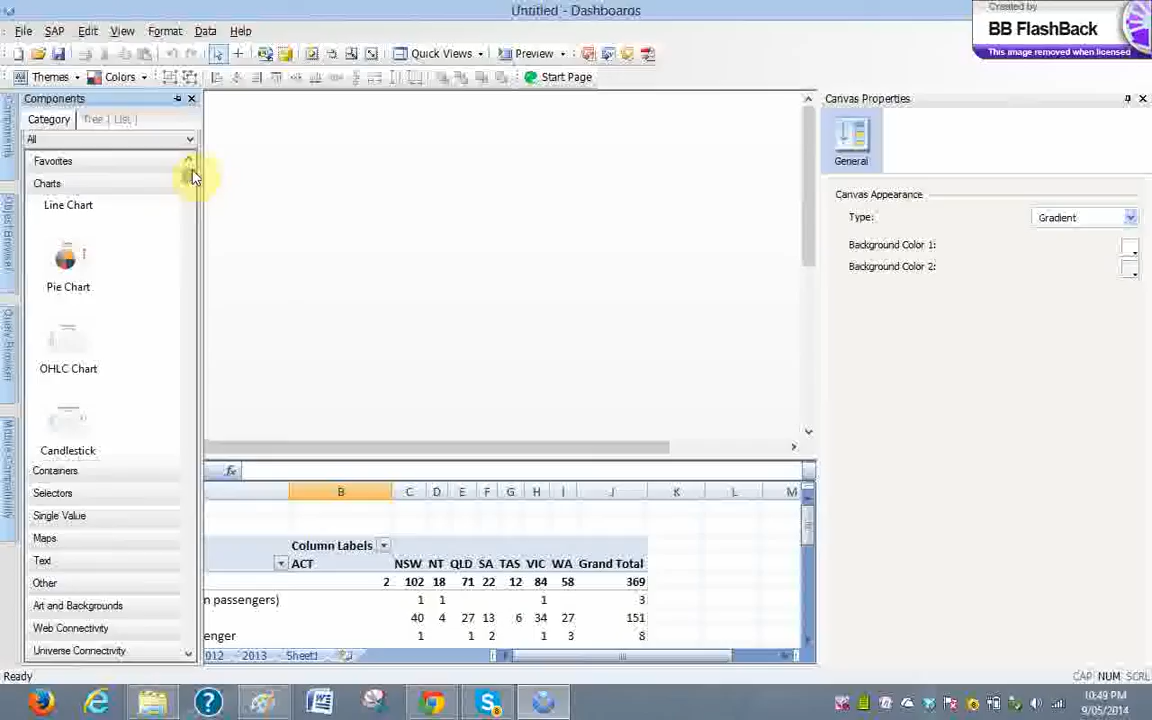 Untitled - Dashboards
Created by
BB FlashBack
This image removed when licensed
File SAP Edit View Format Data Help
Quick Views Preview
Themes Colors Start Page
Components
Category Tree List
All
Favorites
Charts
Line Chart
Pie Chart
OHLC Chart
Candlestick
Containers
Selectors
Single Value
Maps
Text
Other
Art and Backgrounds
Web Connectivity
Universe Connectivity
Components
Object Browser
Query Browser
Canvas Properties
General
Canvas Appearance
Type: Gradient
Background Color 1:
Background Color 2:
fx
B C D E F G H I J K L M
Column Labels
ACT NSW NT QLD SA TAS VIC WA Grand Total
2 102 18 71 22 12 84 58 369
n passengers) 1 1 1 3
40 4 27 13 6 34 27 151
enger 1 1 2 1 3 8
012 2013 Sheet1
Ready
CAP NUM SCRL
10:49 PM
9/05/2014